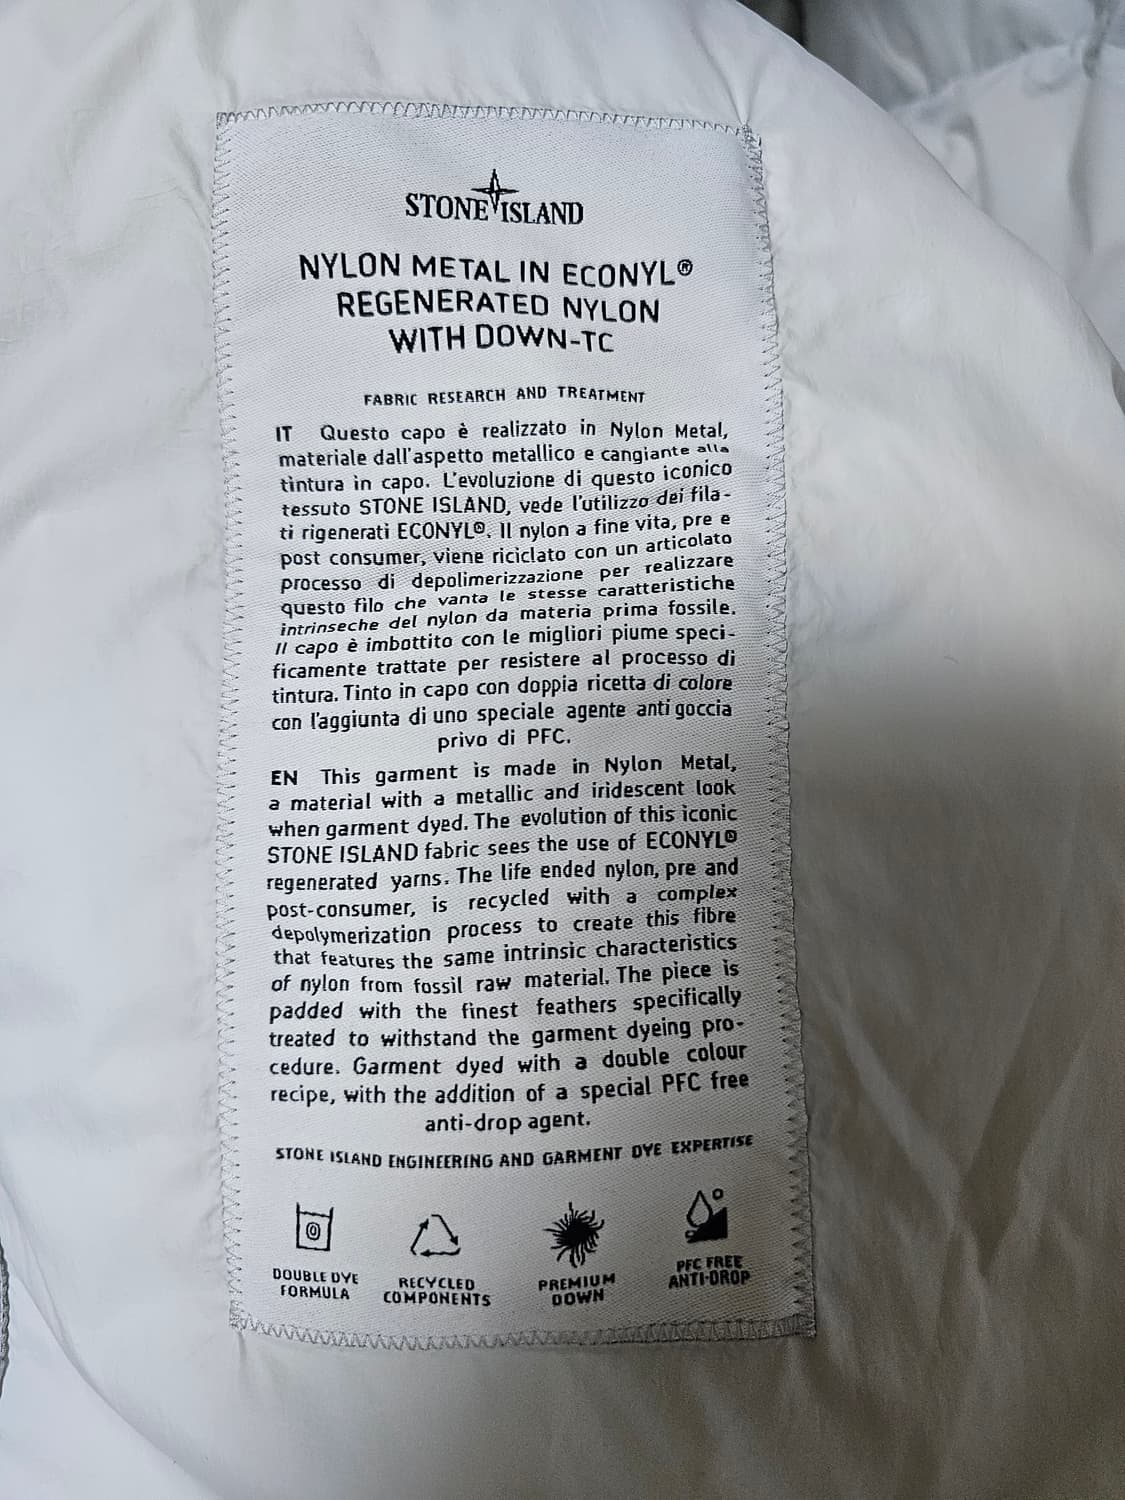 STONE ISLAND
NYLON METAL IN ECONYL®
REGENERATED NYLON
WITH DOWN-TC
FABRIC RESEARCH AND TREATMENT
IT Questo capo è realizzato in Nylon Metal,
materiale dall'aspetto metallico e cangiante alla
tintura in capo. L'evoluzione di questo iconico
tessuto STONE ISLAND, vede l'utilizzo dei fila-
ti rigenerati ECONYL®. Il nylon a fine vita, pre e
post consumer, viene riciclato con un articolato
processo di depolimerizzazione per realizzare
questo filo che vanta le stesse caratteristiche
intrinseche del nylon da materia prima fossile.
Il capo è imbottito con le migliori piume speci-
ficamente trattate per resistere al processo di
tintura. Tinto in capo con doppia ricetta di colore
con l'aggiunta di uno speciale agente anti goccia
privo di PFC.
EN This garment is made in Nylon Metal,
a material with a metallic and iridescent look
when garment dyed. The evolution of this iconic
STONE ISLAND fabric sees the use of ECONYL®
regenerated yarns. The life ended nylon, pre and
post-consumer, is recycled with a complex
depolymerization process to create this fibre
that features the same intrinsic characteristics
of nylon from fossil raw material. The piece is
padded with the finest feathers specifically
treated to withstand the garment dyeing pro-
cedure. Garment dyed with a double colour
recipe, with the addition of a special PFC free
anti-drop agent.
STONE ISLAND ENGINEERING AND GARMENT DYE EXPERTISE
DOUBLE DYE
FORMULA
RECYCLED
COMPONENTS
PREMIUM
DOWN
PFC FREE
ANTI-DROP